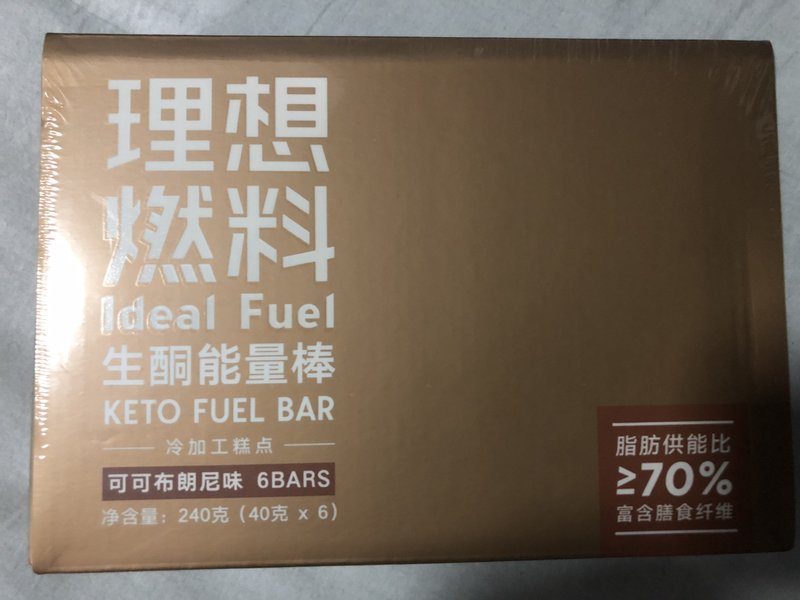 理想
燃料
Ideal Fuel
生酮能量棒
KETO FUEL BAR
冷加工糕点
可可布朗尼味 6BARS
净含量：240克（40克 x 6）
脂肪供能比
≥70%
富含膳食纤维